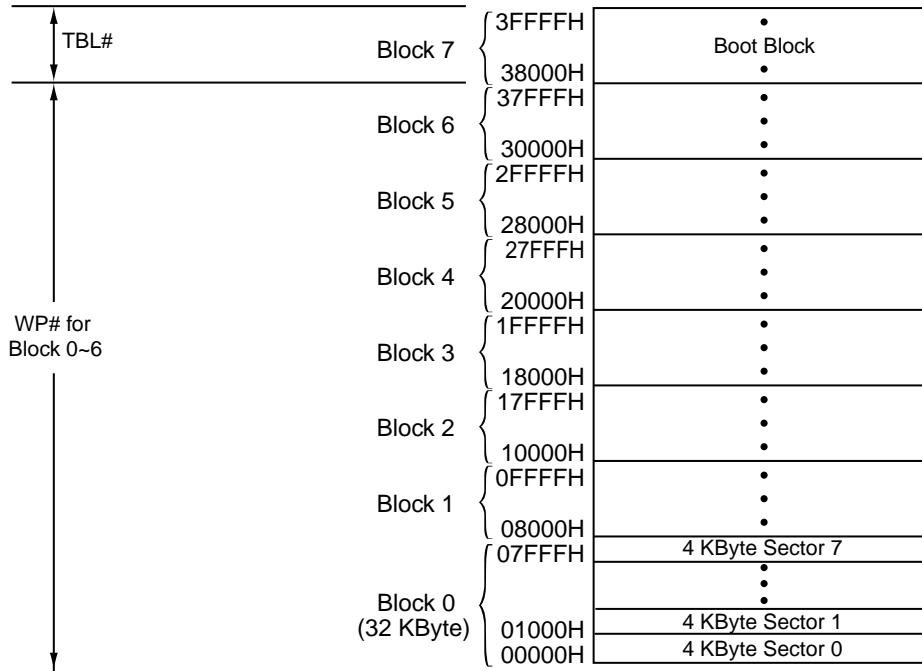 TBL#
WP# for
Block 0~6
Block 7
3FFFFH
38000H
Boot Block
Block 6
37FFFH
30000H
Block 5
2FFFFH
28000H
Block 4
27FFFH
20000H
Block 3
1FFFFH
18000H
Block 2
17FFFH
10000H
Block 1
0FFFFH
08000H
Block 0
(32 KByte)
07FFFH
01000H
00000H
4 KByte Sector 7
4 KByte Sector 1
4 KByte Sector 0